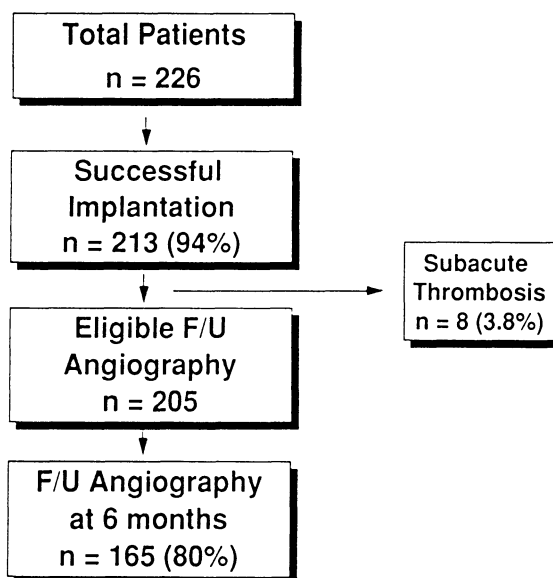 Total Patients
n = 226
Successful
Implantation
n = 213 (94%)
Subacute
Thrombosis
n = 8 (3.8%)
Eligible F/U
Angiography
n = 205
F/U Angiography
at 6 months
n = 165 (80%)